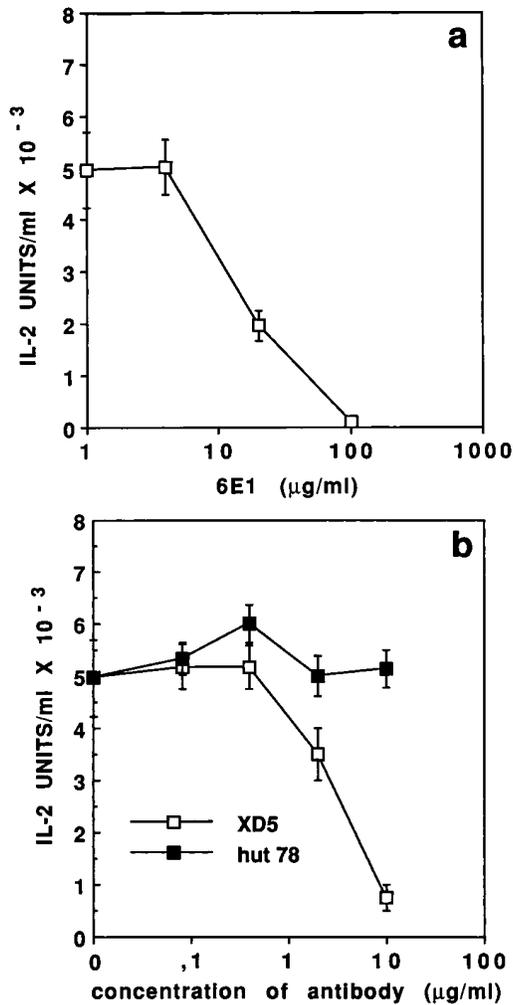 a
8
7
6
5
4
3
2
1
0
IL-2 UNITS/ml X 10 -3
1 10 100 1000
6E1 (µg/ml)
b
8
7
6
5
4
3
2
1
0
IL-2 UNITS/ml X 10 -3
XD5
hut 78
0 ,1 1 10 100
concentration of antibody (µg/ml)